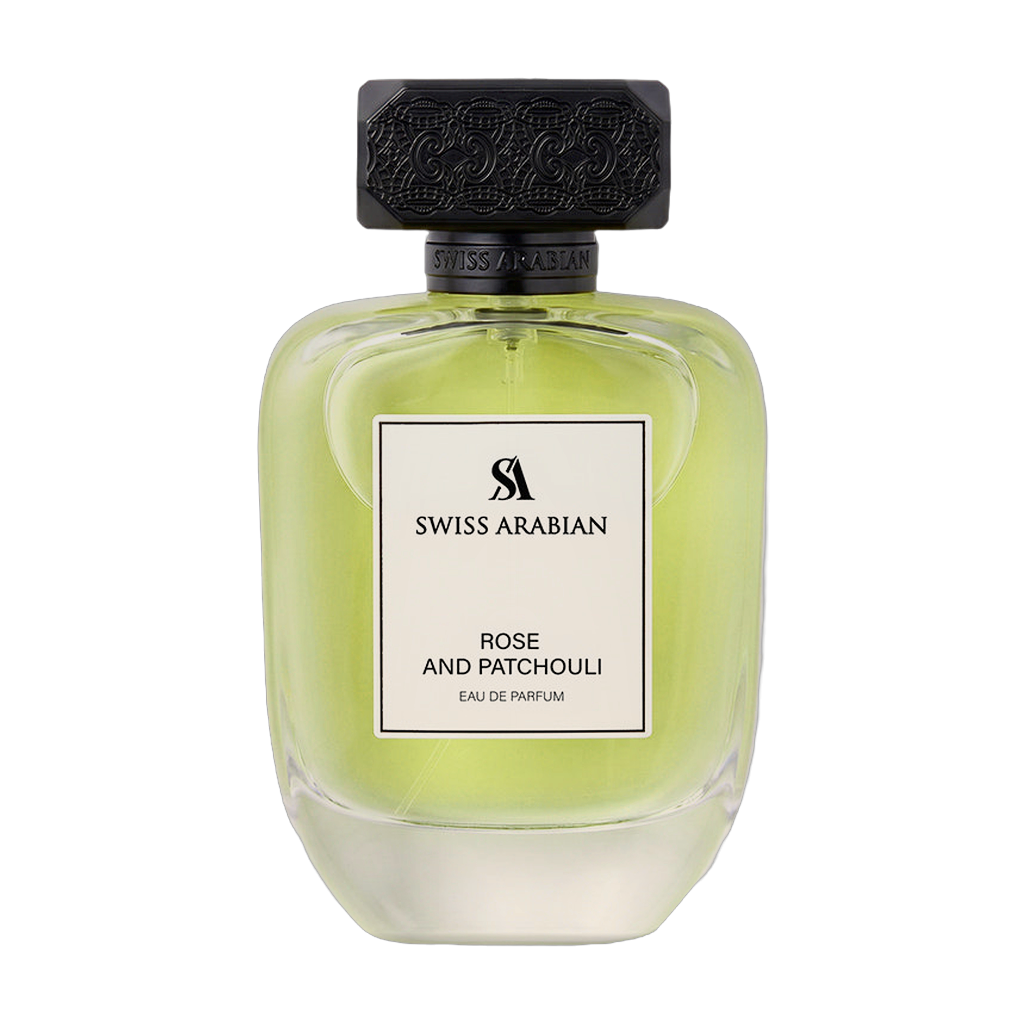 SWISS ARABIAN
SA
SWISS ARABIAN
ROSE
AND PATCHOULI
EAU DE PARFUM